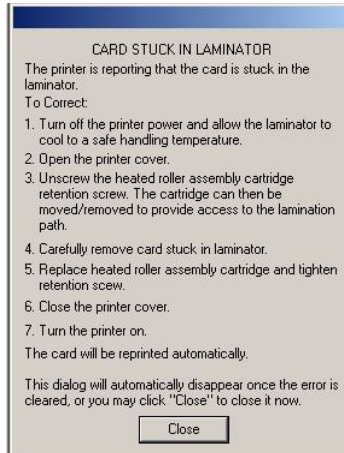 CARD STUCK IN LAMINATOR
The printer is reporting that the card is stuck in the
laminator.
To Correct:
1. Turn off the printer power and allow the laminator to
cool to a safe handling temperature.
2. Open the printer cover.
3. Unscrew the heated roller assembly cartridge
retention screw. The cartridge can then be
moved/removed to provide access to the lamination
path.
4. Carefully remove card stuck in laminator.
5. Replace heated roller assembly cartridge and tighten
retention scew.
6. Close the printer cover.
7. Turn the printer on.
The card will be reprinted automatically.
This dialog will automatically disappear once the error is
cleared, or you may click "Close" to close it now.
Close